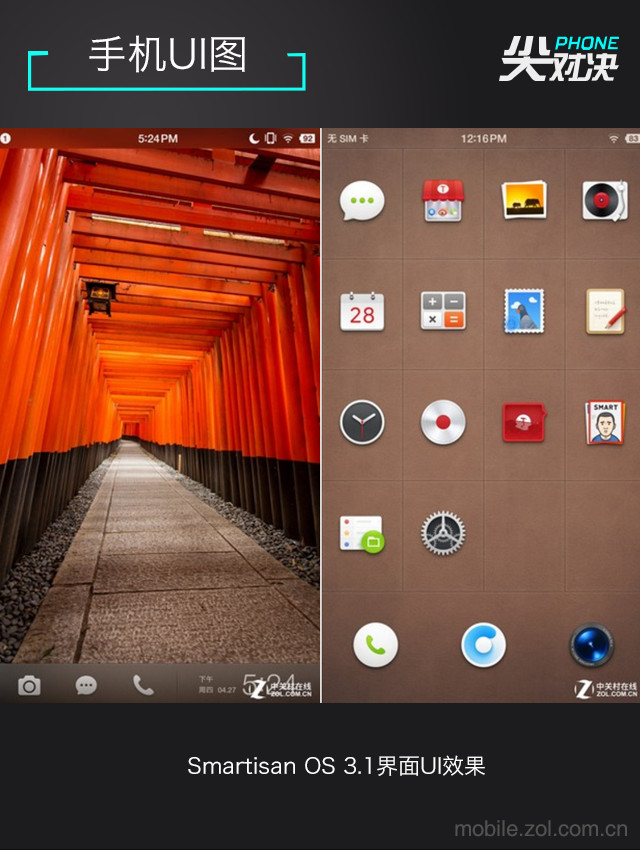 手机UI图
尖对决
PHONE
5:24PM
92
无 SIM 卡
12:16PM
83
T
28
SMART
下午
周四 04.27
5:24
中关村在线
ZOL.COM.CN
中关村在线
ZOL.COM.CN
Smartisan OS 3.1界面UI效果
mobile.zol.com.cn